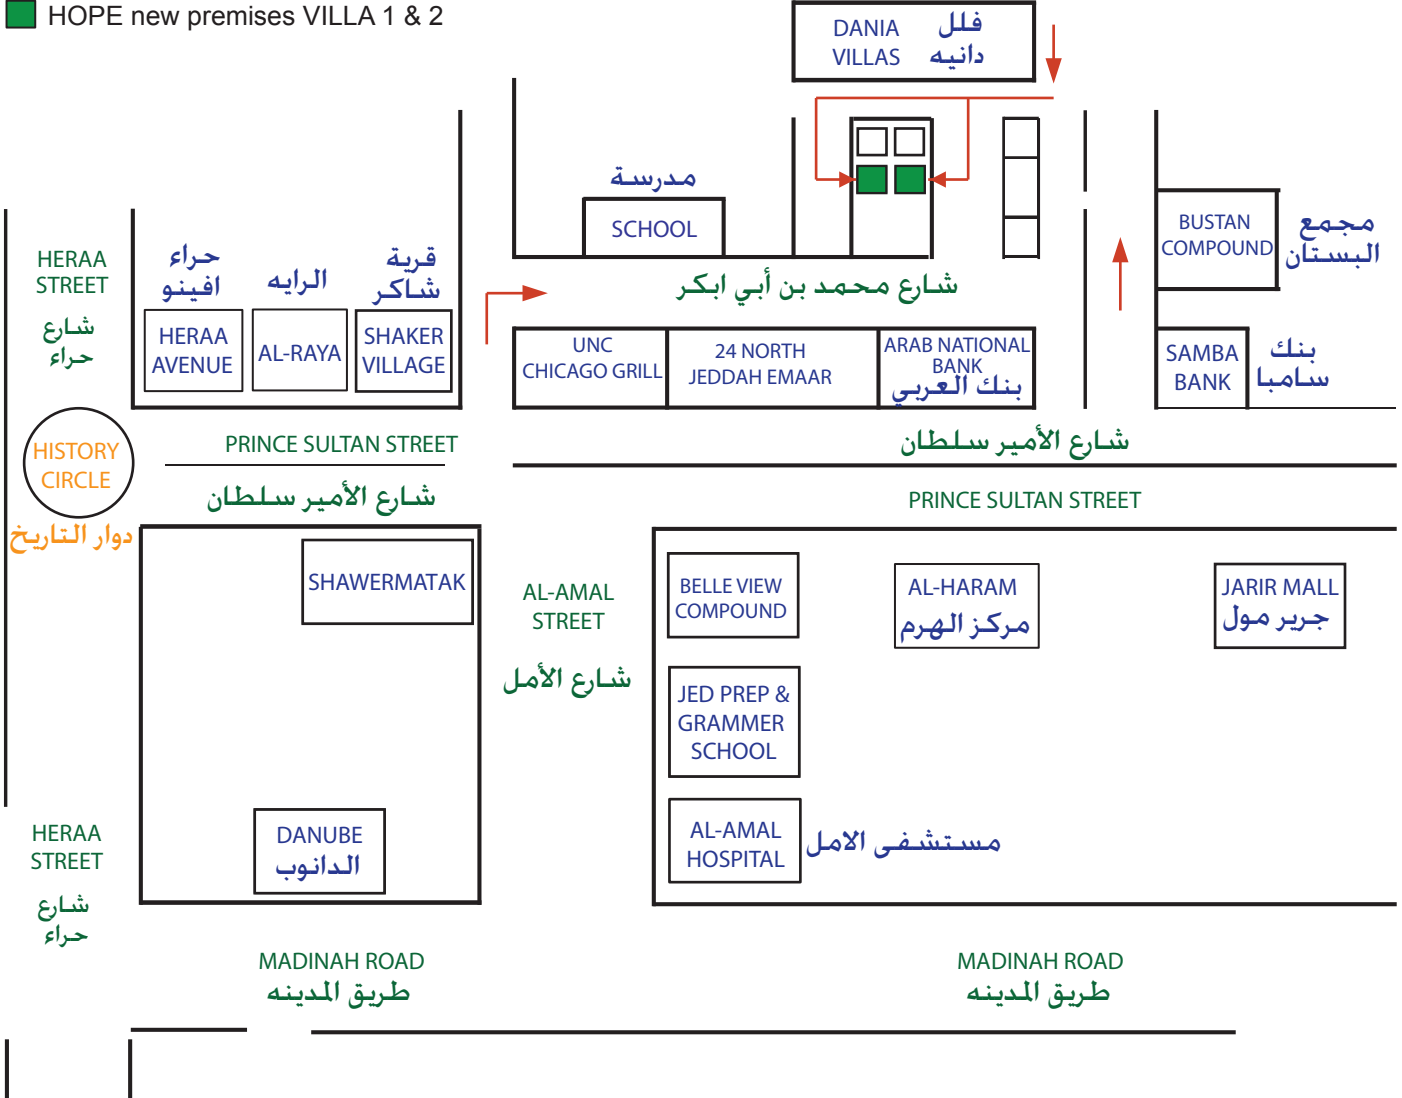 HOPE new premises VILLA 1 & 2
DANIA
VILLAS
فلل
دانيه
مدرسة
SCHOOL
HERAA
STREET
شارع
حراء
حراء
افينو
الرايه
قرية
شاكر
HERAA
AVENUE
AL-RAYA
SHAKER
VILLAGE
شارع محمد بن أبي ابكر
BUSTAN
COMPOUND
مجمع
البستان
UNC
CHICAGO GRILL
24 NORTH
JEDDAH EMAAR
ARAB NATIONAL
BANK
بنك العربي
SAMBA
BANK
بنك
سامبا
HISTORY
CIRCLE
دوار التاريخ
PRINCE SULTAN STREET
شارع الأمير سلطان
شارع الأمير سلطان
PRINCE SULTAN STREET
SHAWERMATAK
AL-AMAL
STREET
شارع الأمل
BELLE VIEW
COMPOUND
AL-HARAM
مركز الهرم
JARIR MALL
جرير مول
JED PREP &
GRAMMER
SCHOOL
HERAA
STREET
شارع
حراء
DANUBE
الدانوب
AL-AMAL
HOSPITAL
مستشفى الامل
MADINAH ROAD
طريق المدينه
MADINAH ROAD
طريق المدينه